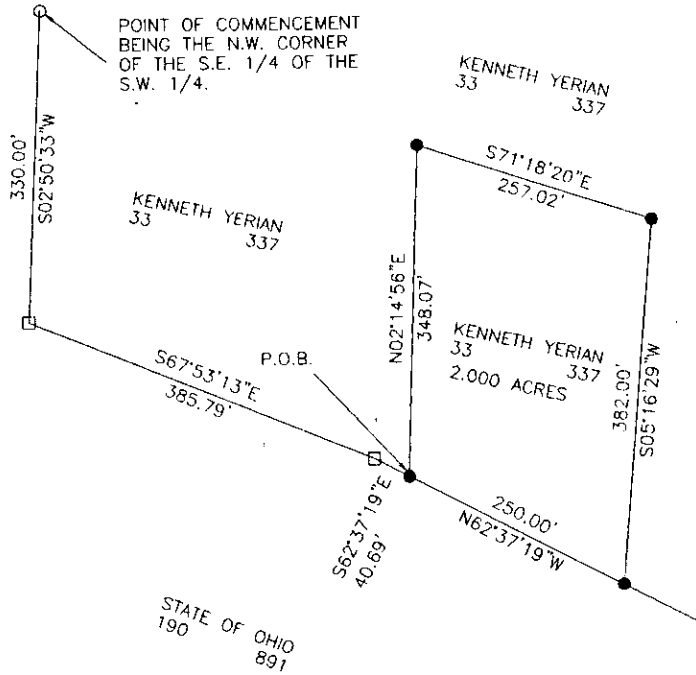 POINT OF COMMENCEMENT
BEING THE N.W. CORNER
OF THE S.E. 1/4 OF THE
S.W. 1/4.
KENNETH YERIAN
33 337
330.00'
S02°50'33"W
S71°18'20"E
257.02'
KENNETH YERIAN
33 337
N02°14'56"E
348.07'
KENNETH YERIAN
33 337
2.000 ACRES
382.00'
S05°16'29"W
S67°53'13"E
385.79'
P.O.B.
S62°37'19"E
40.69'
250.00'
N62°37'19"W
STATE OF OHIO
190 891